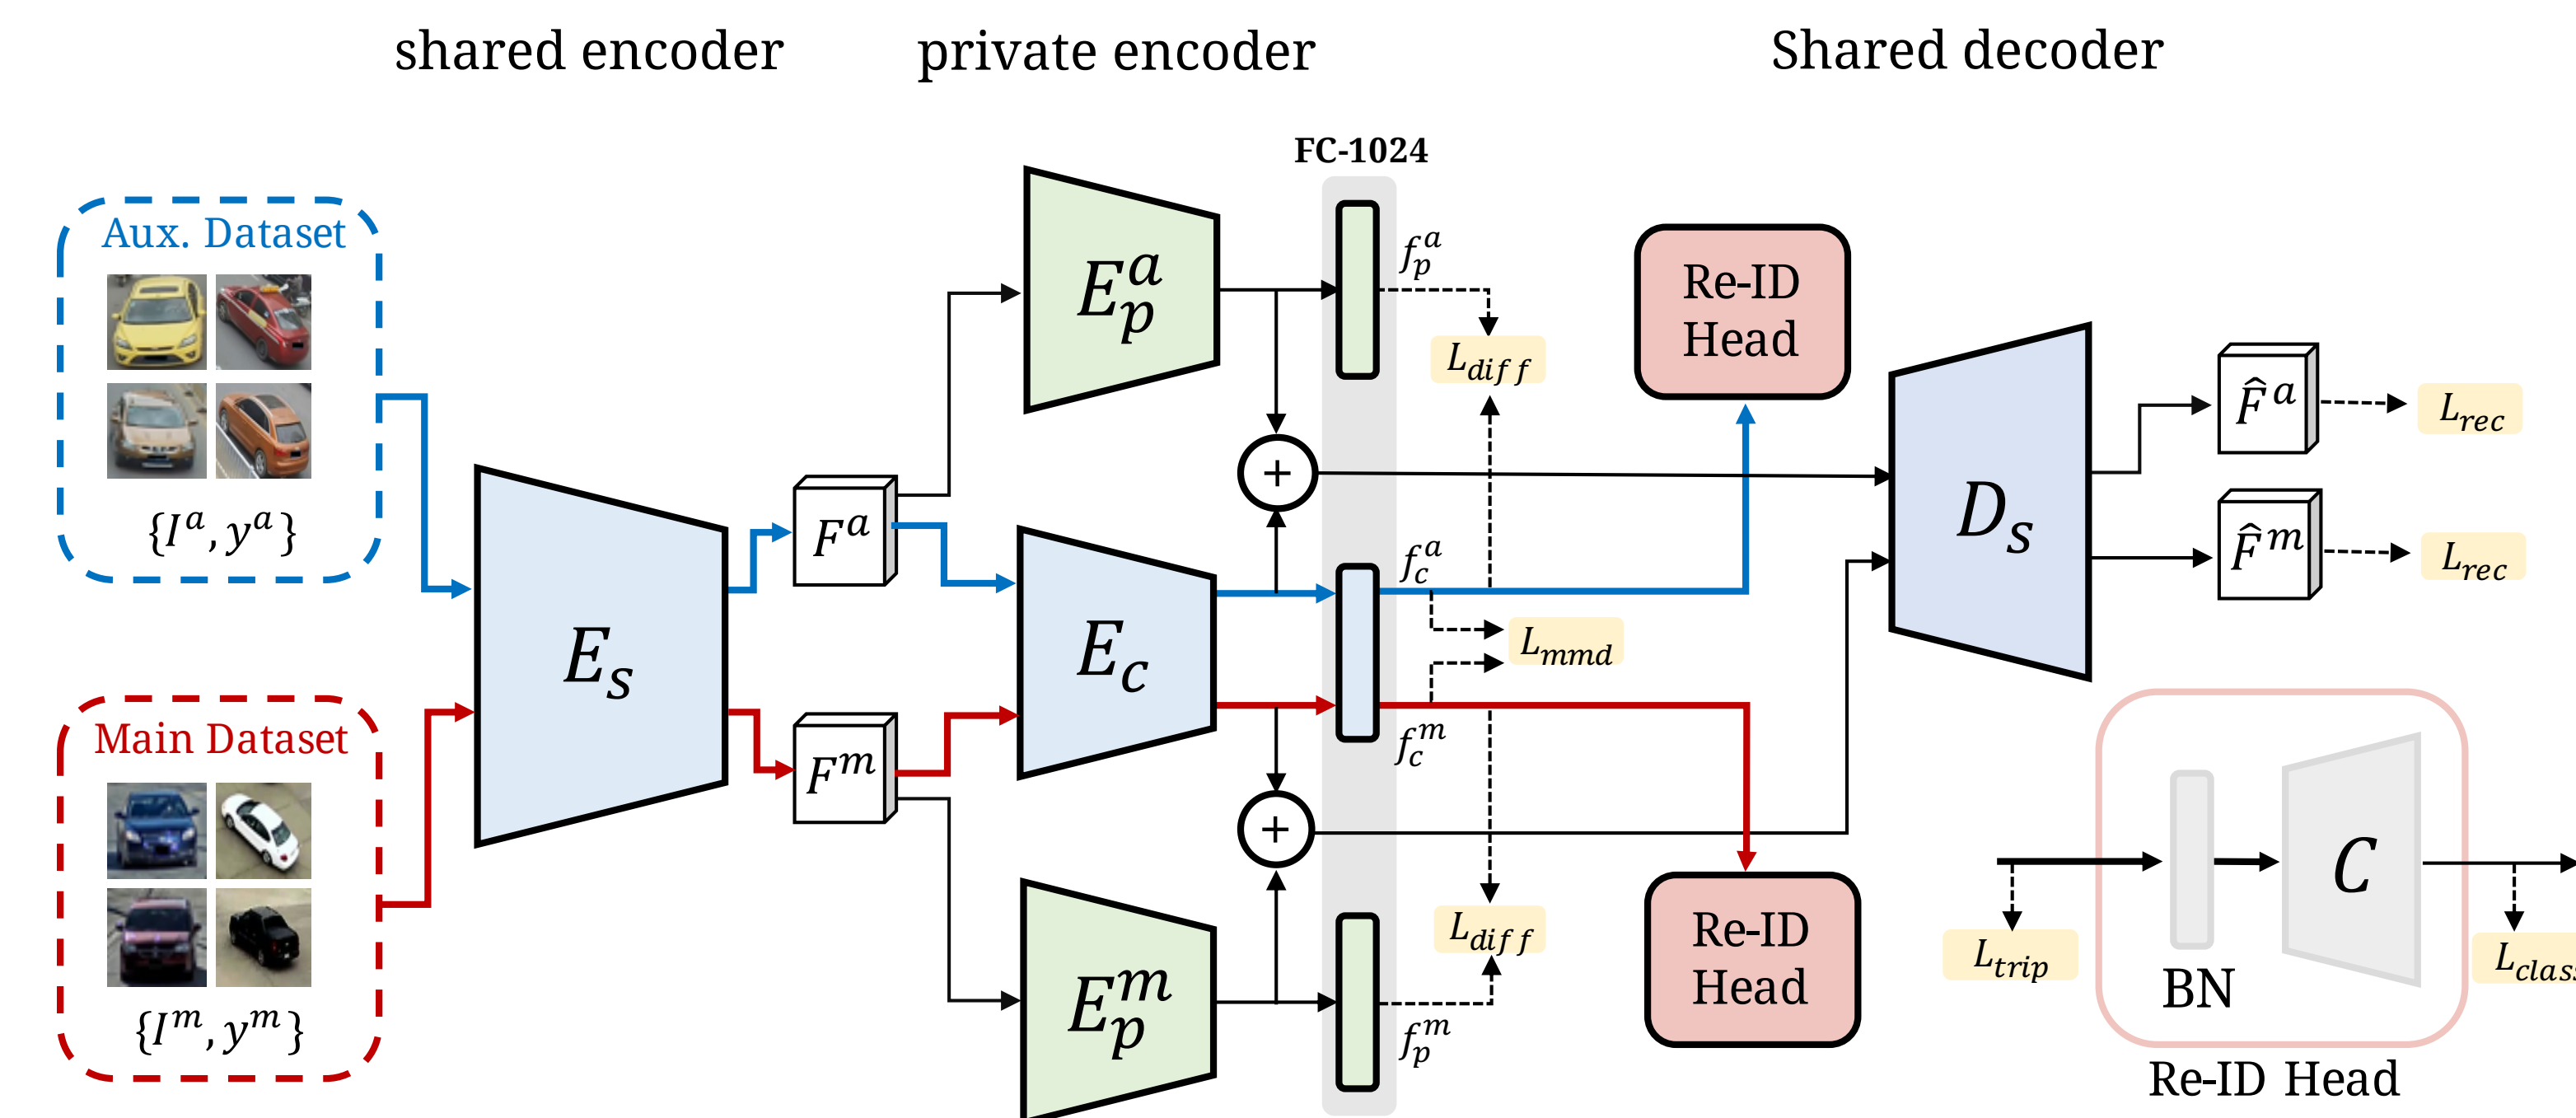 shared encoder
private encoder
Shared decoder
FC-1024
Aux. Dataset
{I^a, y^a}
Main Dataset
{I^m, y^m}
E_s
F^a
F^m
E_p^a
E_c
E_p^m
+
+
f_p^a
f_c^a
f_c^m
f_p^m
L_diff
L_mmd
L_diff
Re-ID
Head
Re-ID
Head
D_s
F̂^a
F̂^m
L_rec
L_rec
L_trip
BN
C
L_clas
Re-ID Head